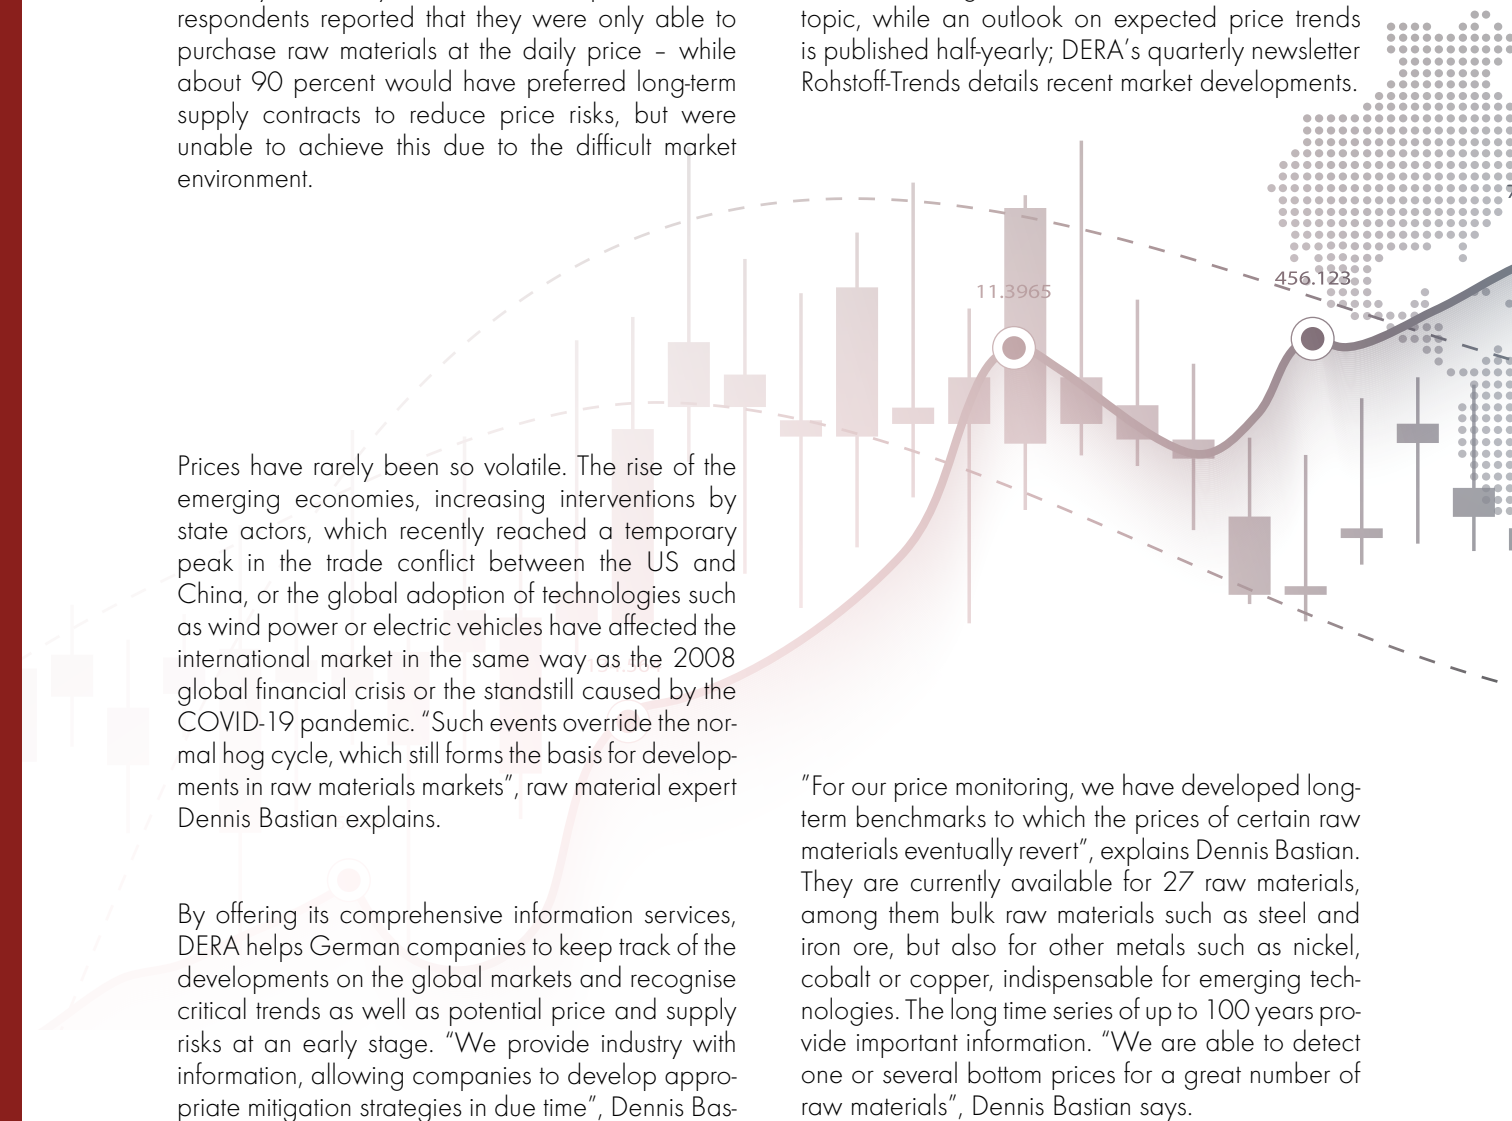 respondents reported that they were only able to
purchase raw materials at the daily price – while
about 90 percent would have preferred long-term
supply contracts to reduce price risks, but were
unable to achieve this due to the difficult market
environment.
Prices have rarely been so volatile. The rise of the
emerging economies, increasing interventions by
state actors, which recently reached a temporary
peak in the trade conflict between the US and
China, or the global adoption of technologies such
as wind power or electric vehicles have affected the
international market in the same way as the 2008
global financial crisis or the standstill caused by the
COVID-19 pandemic. “Such events override the nor-
mal hog cycle, which still forms the basis for develop-
ments in raw materials markets”, raw material expert
Dennis Bastian explains.
By offering its comprehensive information services,
DERA helps German companies to keep track of the
developments on the global markets and recognise
critical trends as well as potential price and supply
risks at an early stage. “We provide industry with
information, allowing companies to develop appro-
priate mitigation strategies in due time”, Dennis Bas-
topic, while an outlook on expected price trends
is published half-yearly; DERA’s quarterly newsletter
Rohstoff-Trends details recent market developments.
11.3965
456.123
”For our price monitoring, we have developed long-
term benchmarks to which the prices of certain raw
materials eventually revert”, explains Dennis Bastian.
They are currently available for 27 raw materials,
among them bulk raw materials such as steel and
iron ore, but also for other metals such as nickel,
cobalt or copper, indispensable for emerging tech-
nologies. The long time series of up to 100 years pro-
vide important information. “We are able to detect
one or several bottom prices for a great number of
raw materials”, Dennis Bastian says.